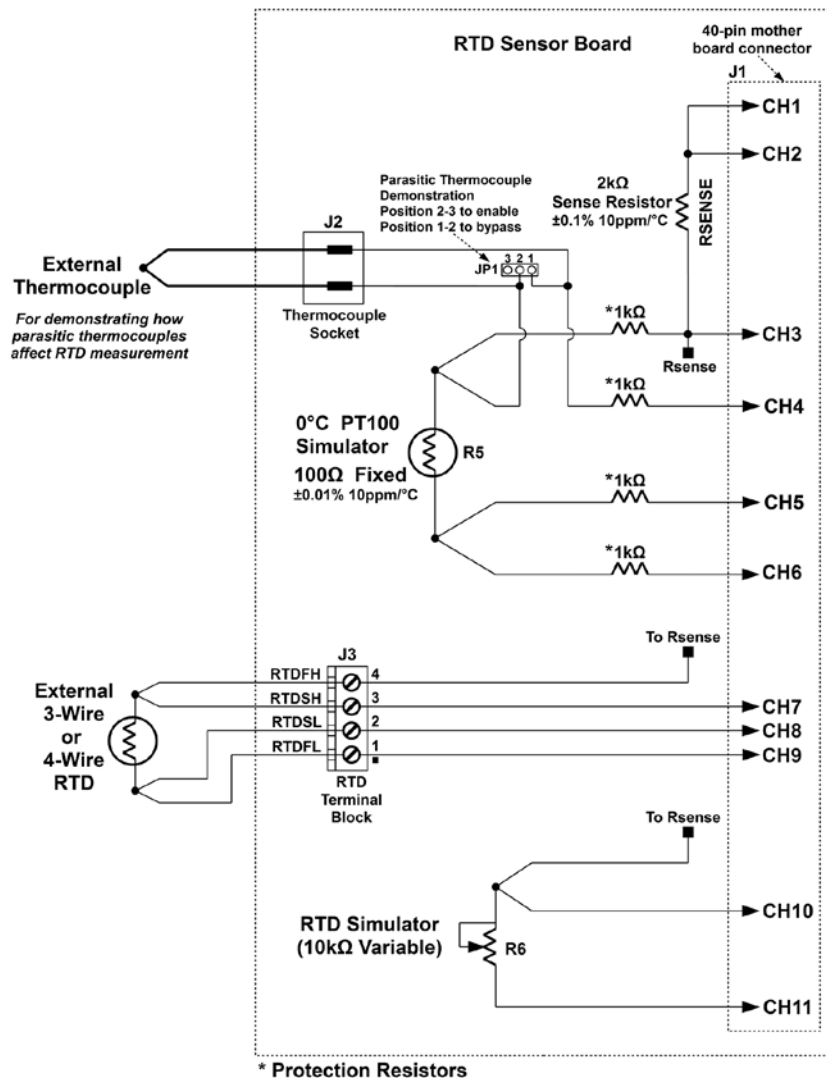 RTD Sensor Board
40-pin mother
board connector
J1
CH1
CH2
2kΩ
Sense Resistor
±0.1% 10ppm/°C
RSENSE
Parasitic Thermocouple
Demonstration
Position 2-3 to enable
Position 1-2 to bypass
J2
JP1
3 2 1
External
Thermocouple
For demonstrating how
parasitic thermocouples
affect RTD measurement
Thermocouple
Socket
*1kΩ
CH3
Rsense
*1kΩ
CH4
0°C PT100
Simulator
100Ω Fixed
±0.01% 10ppm/°C
R5
*1kΩ
CH5
*1kΩ
CH6
To Rsense
J3
External
3-Wire
or
4-Wire
RTD
RTDFH
4
RTDSH
3
CH7
RTDSL
2
CH8
RTDFL
1
CH9
RTD
Terminal
Block
To Rsense
RTD Simulator
(10kΩ Variable)
R6
CH10
CH11
* Protection Resistors